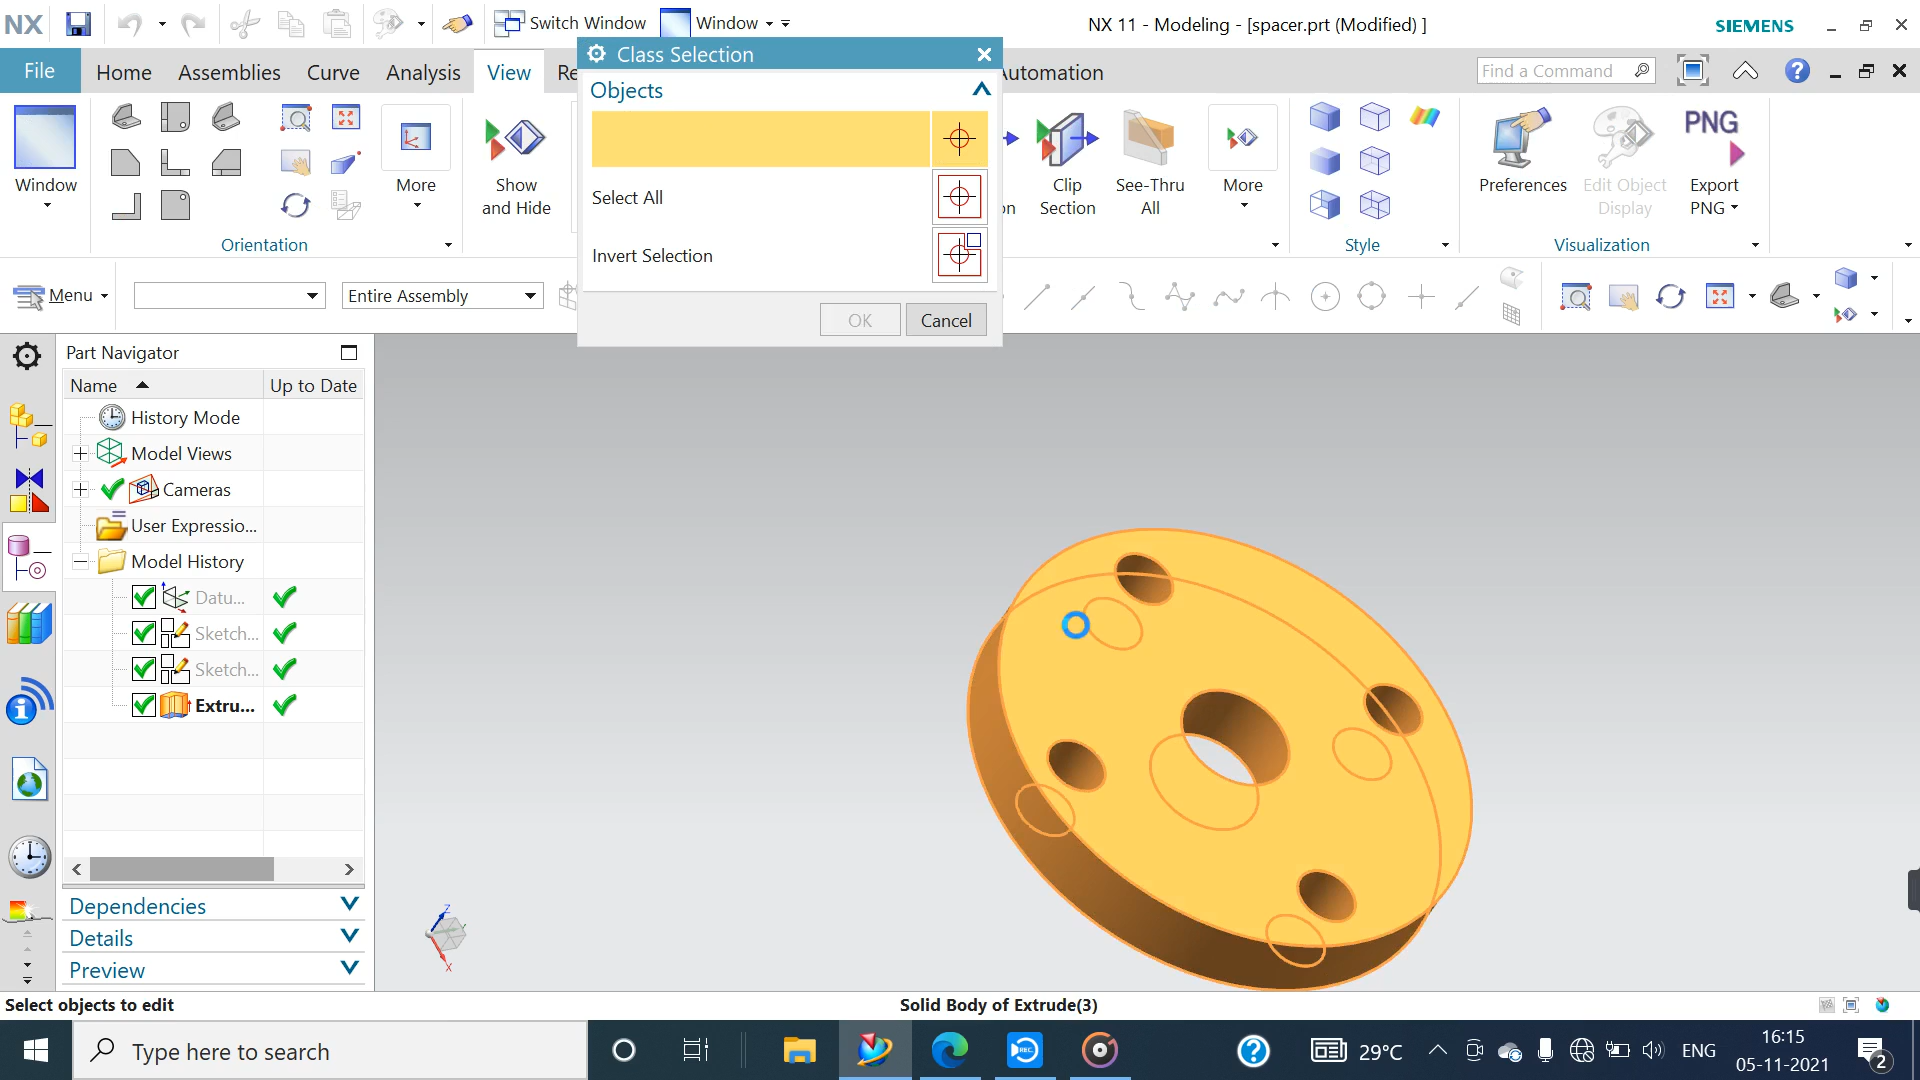 NX
Switch Window
Window
NX 11 - Modeling - [spacer.prt (Modified) ]
SIEMENS
File
Home
Assemblies
Curve
Analysis
View
Re
Class Selection
Automation
Find a Command
Objects
Select All
Invert Selection
OK
Cancel
Window
More
Show
and Hide
Orientation
on
Clip
Section
See-Thru
All
More
Style
Preferences
Edit Object
Display
PNG
Export
PNG
Visualization
Menu
Entire Assembly
Part Navigator
Name
Up to Date
History Mode
Model Views
Cameras
User Expressio...
Model History
Datu...
Sketch...
Sketch...
Extru...
Dependencies
Details
Preview
Z
X
Select objects to edit
Solid Body of Extrude(3)
Type here to search
REC
29°C
ENG
16:15
05-11-2021
2